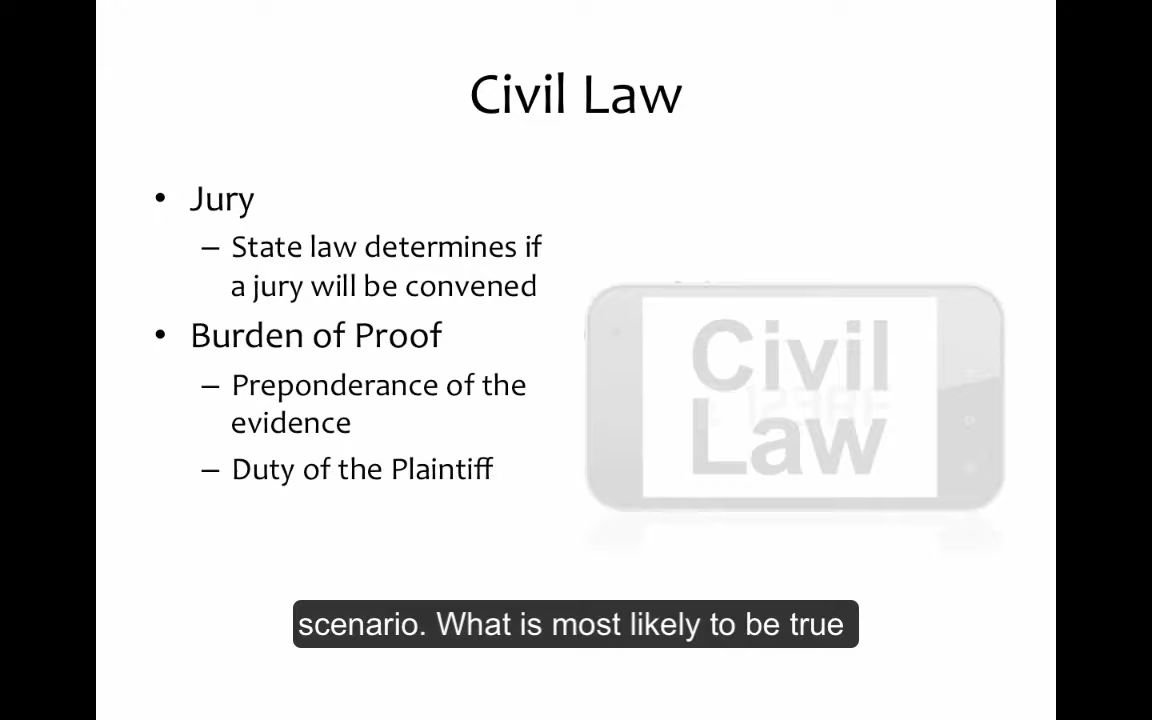 Civil Law
• Jury
– State law determines if
a jury will be convened
• Burden of Proof
– Preponderance of the
evidence
– Duty of the Plaintiff
Civil
Law
scenario. What is most likely to be true